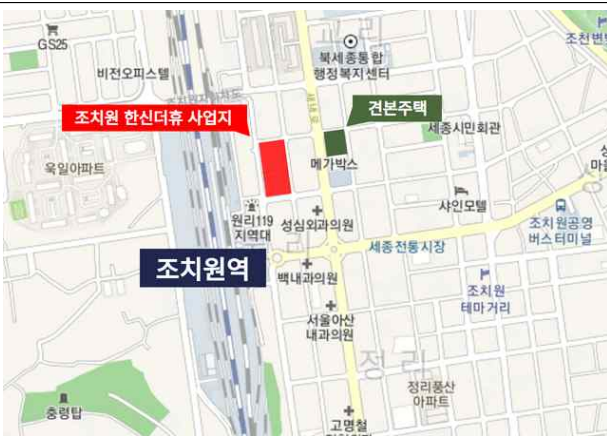 GS25
비전오피스텔
북세종통합
행정복지센터
조치원 한신더휴 사업지
견본주택
세종시민회관
메가박스
욱일아파트
원리119
지역대
성심외과의원
샤인모텔
조치원공영
버스터미널
세종전통시장
조치원역
백내과의원
조치원
테마거리
서울아산
내과의원
정리
정리풍산
아파트
충령탑
고명철